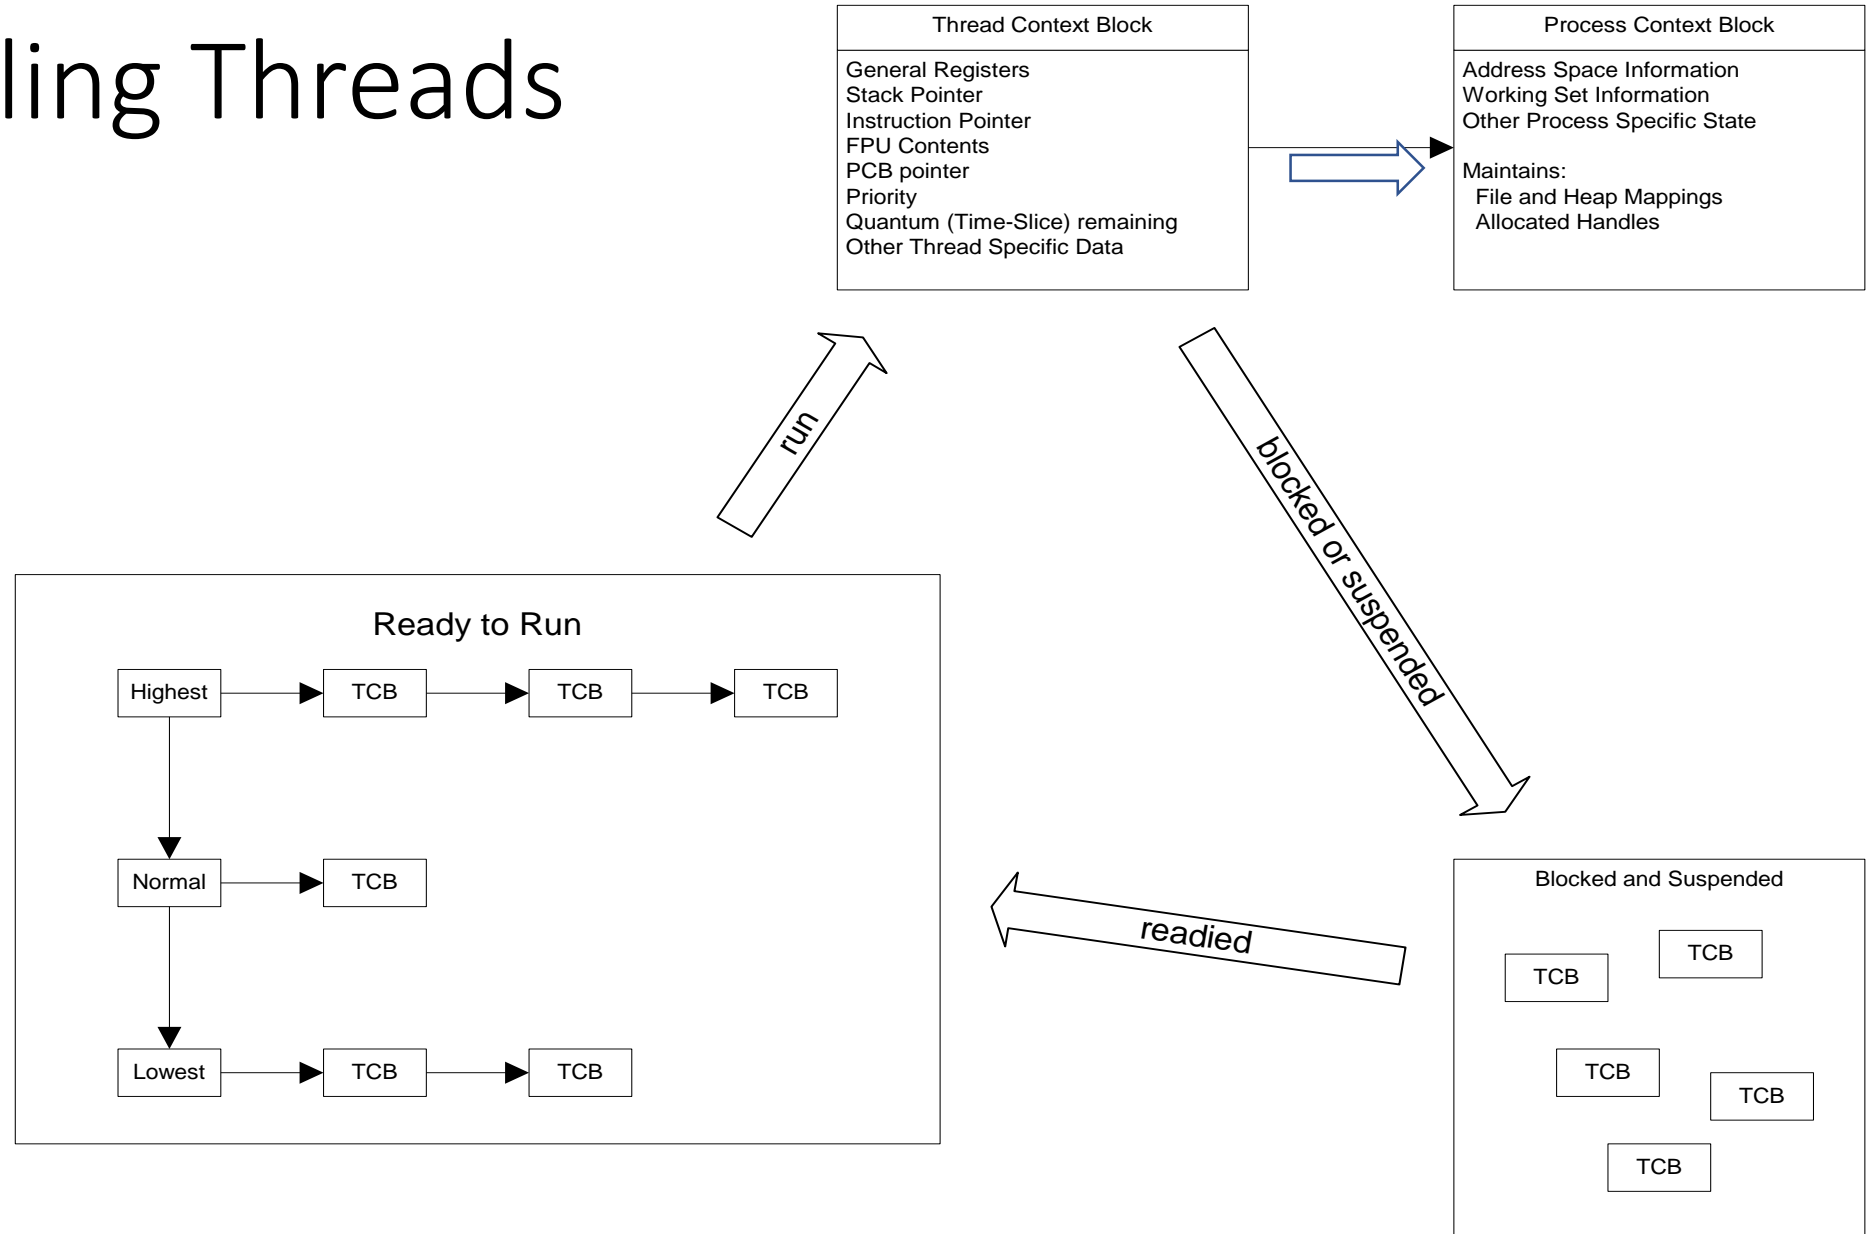 ling Threads
Thread Context Block
General Registers
Stack Pointer
Instruction Pointer
FPU Contents
PCB pointer
Priority
Quantum (Time-Slice) remaining
Other Thread Specific Data
Process Context Block
Address Space Information
Working Set Information
Other Process Specific State
Maintains:
File and Heap Mappings
Allocated Handles
run
blocked or suspended
Ready to Run
Highest
TCB
TCB
TCB
Normal
TCB
Lowest
TCB
TCB
readied
Blocked and Suspended
TCB
TCB
TCB
TCB
TCB